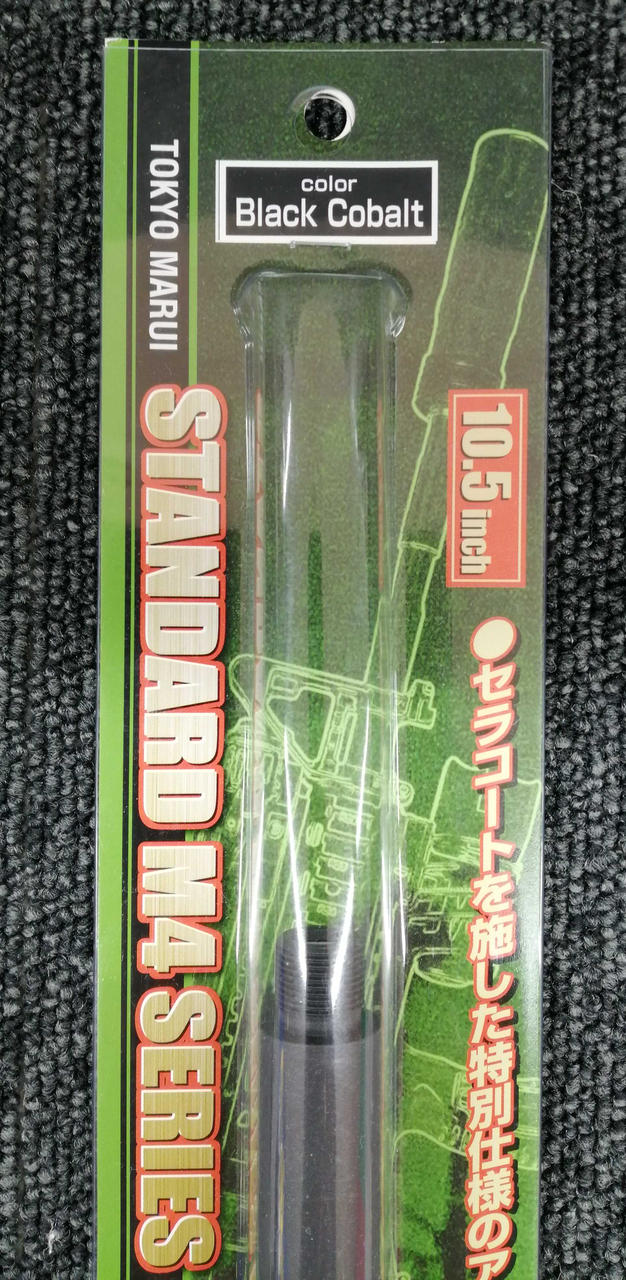 color
Black Cobalt
TOKYO MARUI
STANDARD M4 SERIES
10.5 inch
●セラコートを施した特別仕様のア